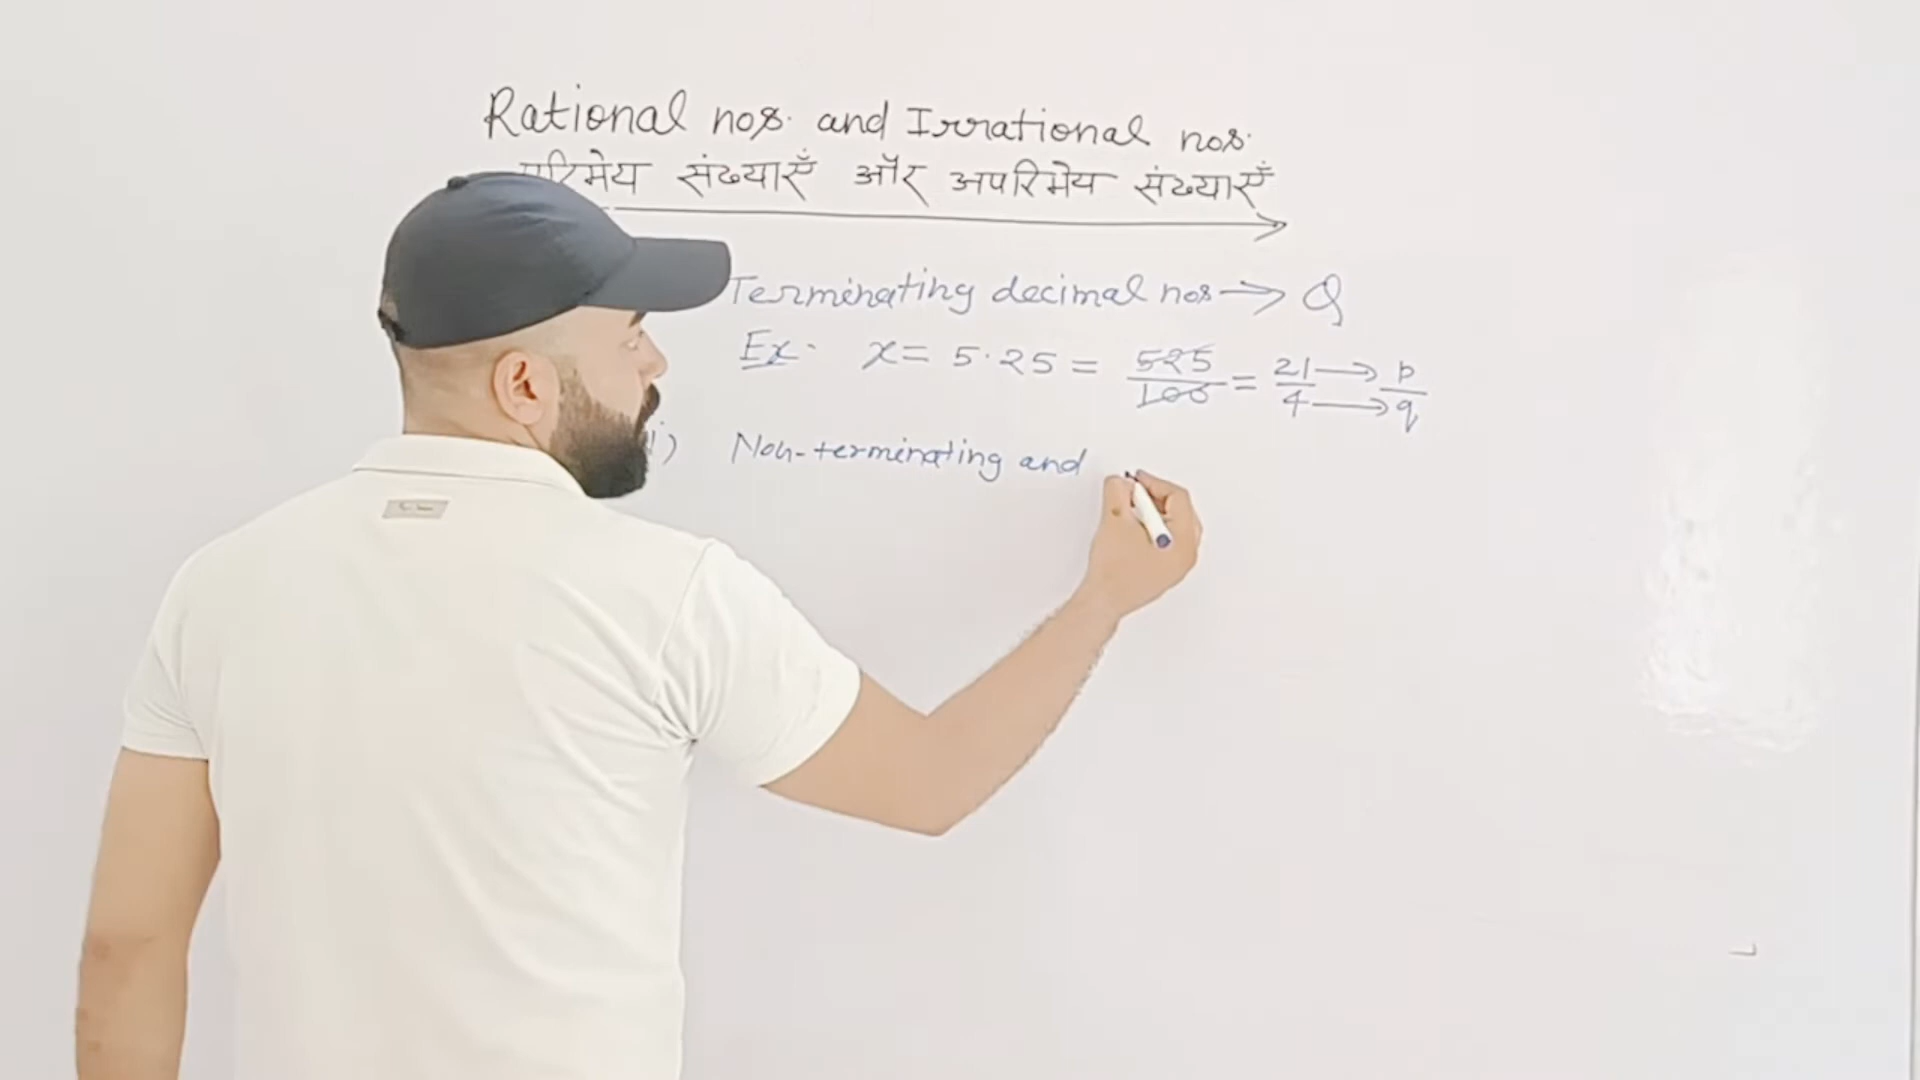 Rational nos. and Irrational nos.
परिमेय संख्याएँ और अपरिमेय संख्याएँ
Terminating decimal nos → Q
Ex. x = 5.25 = 525/100 = 21/4 → p/q
i) Non-terminating and